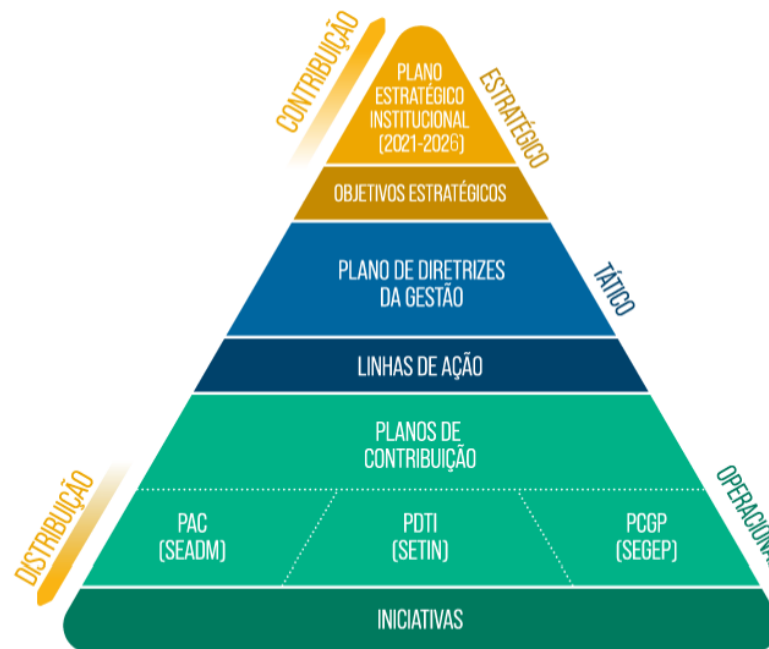 CONTRIBUIÇÃO
PLANO
ESTRATÉGICO
INSTITUCIONAL
(2021-2026)
ESTRATÉGICO
OBJETIVOS ESTRATÉGICOS
PLANO DE DIRETRIZES
DA GESTÃO
TÁTICO
LINHAS DE AÇÃO
PLANOS DE
CONTRIBUIÇÃO
DISTRIBUIÇÃO
PAC
(SEADM)
PDTI
(SETIN)
PCGP
(SEGEP)
OPERACIONAL
INICIATIVAS